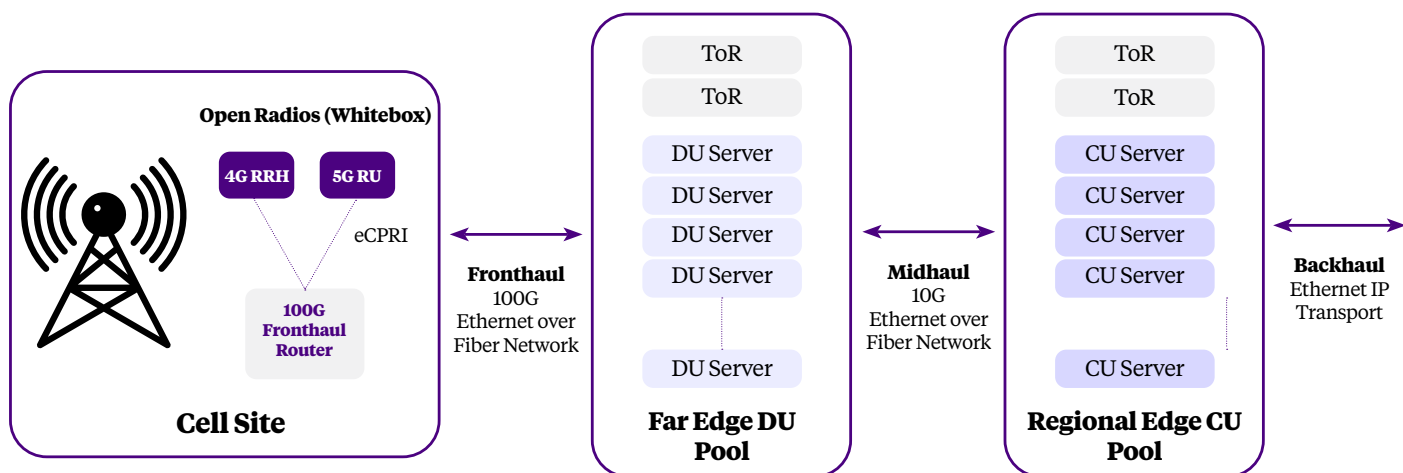 Open Radios (Whitebox)
4G RRH
5G RU
eCPRI
100G
Fronthaul
Router
Cell Site
Fronthaul
100G
Ethernet over
Fiber Network
ToR
ToR
DU Server
DU Server
DU Server
DU Server
DU Server
Far Edge DU
Pool
Midhaul
10G
Ethernet over
Fiber Network
ToR
ToR
CU Server
CU Server
CU Server
CU Server
CU Server
Regional Edge CU
Pool
Backhaul
Ethernet IP
Transport